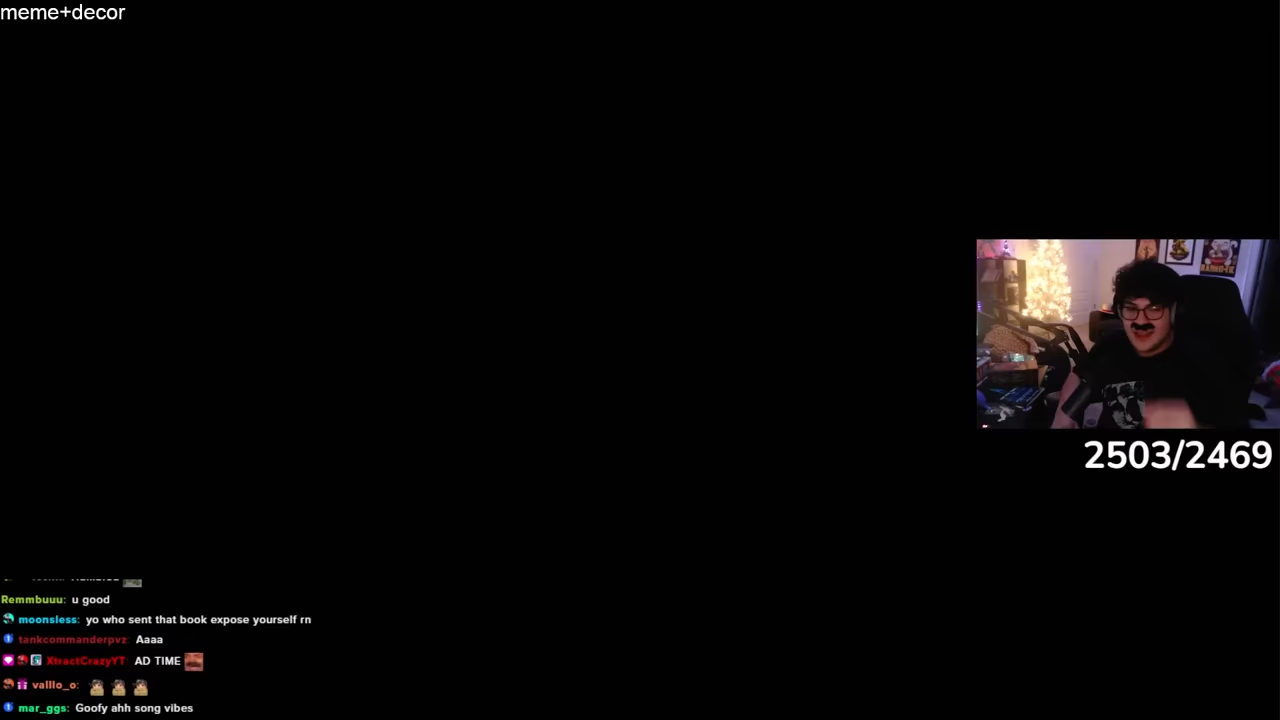 meme+decor
2503/2469
Remmbuuu: u good
moonsless: yo who sent that book expose yourself rn
tankcommanderpvz: Aaaa
XtractCrazyYT: AD TIME
valllo_o:
mar_ggs: Goofy ahh song vibes